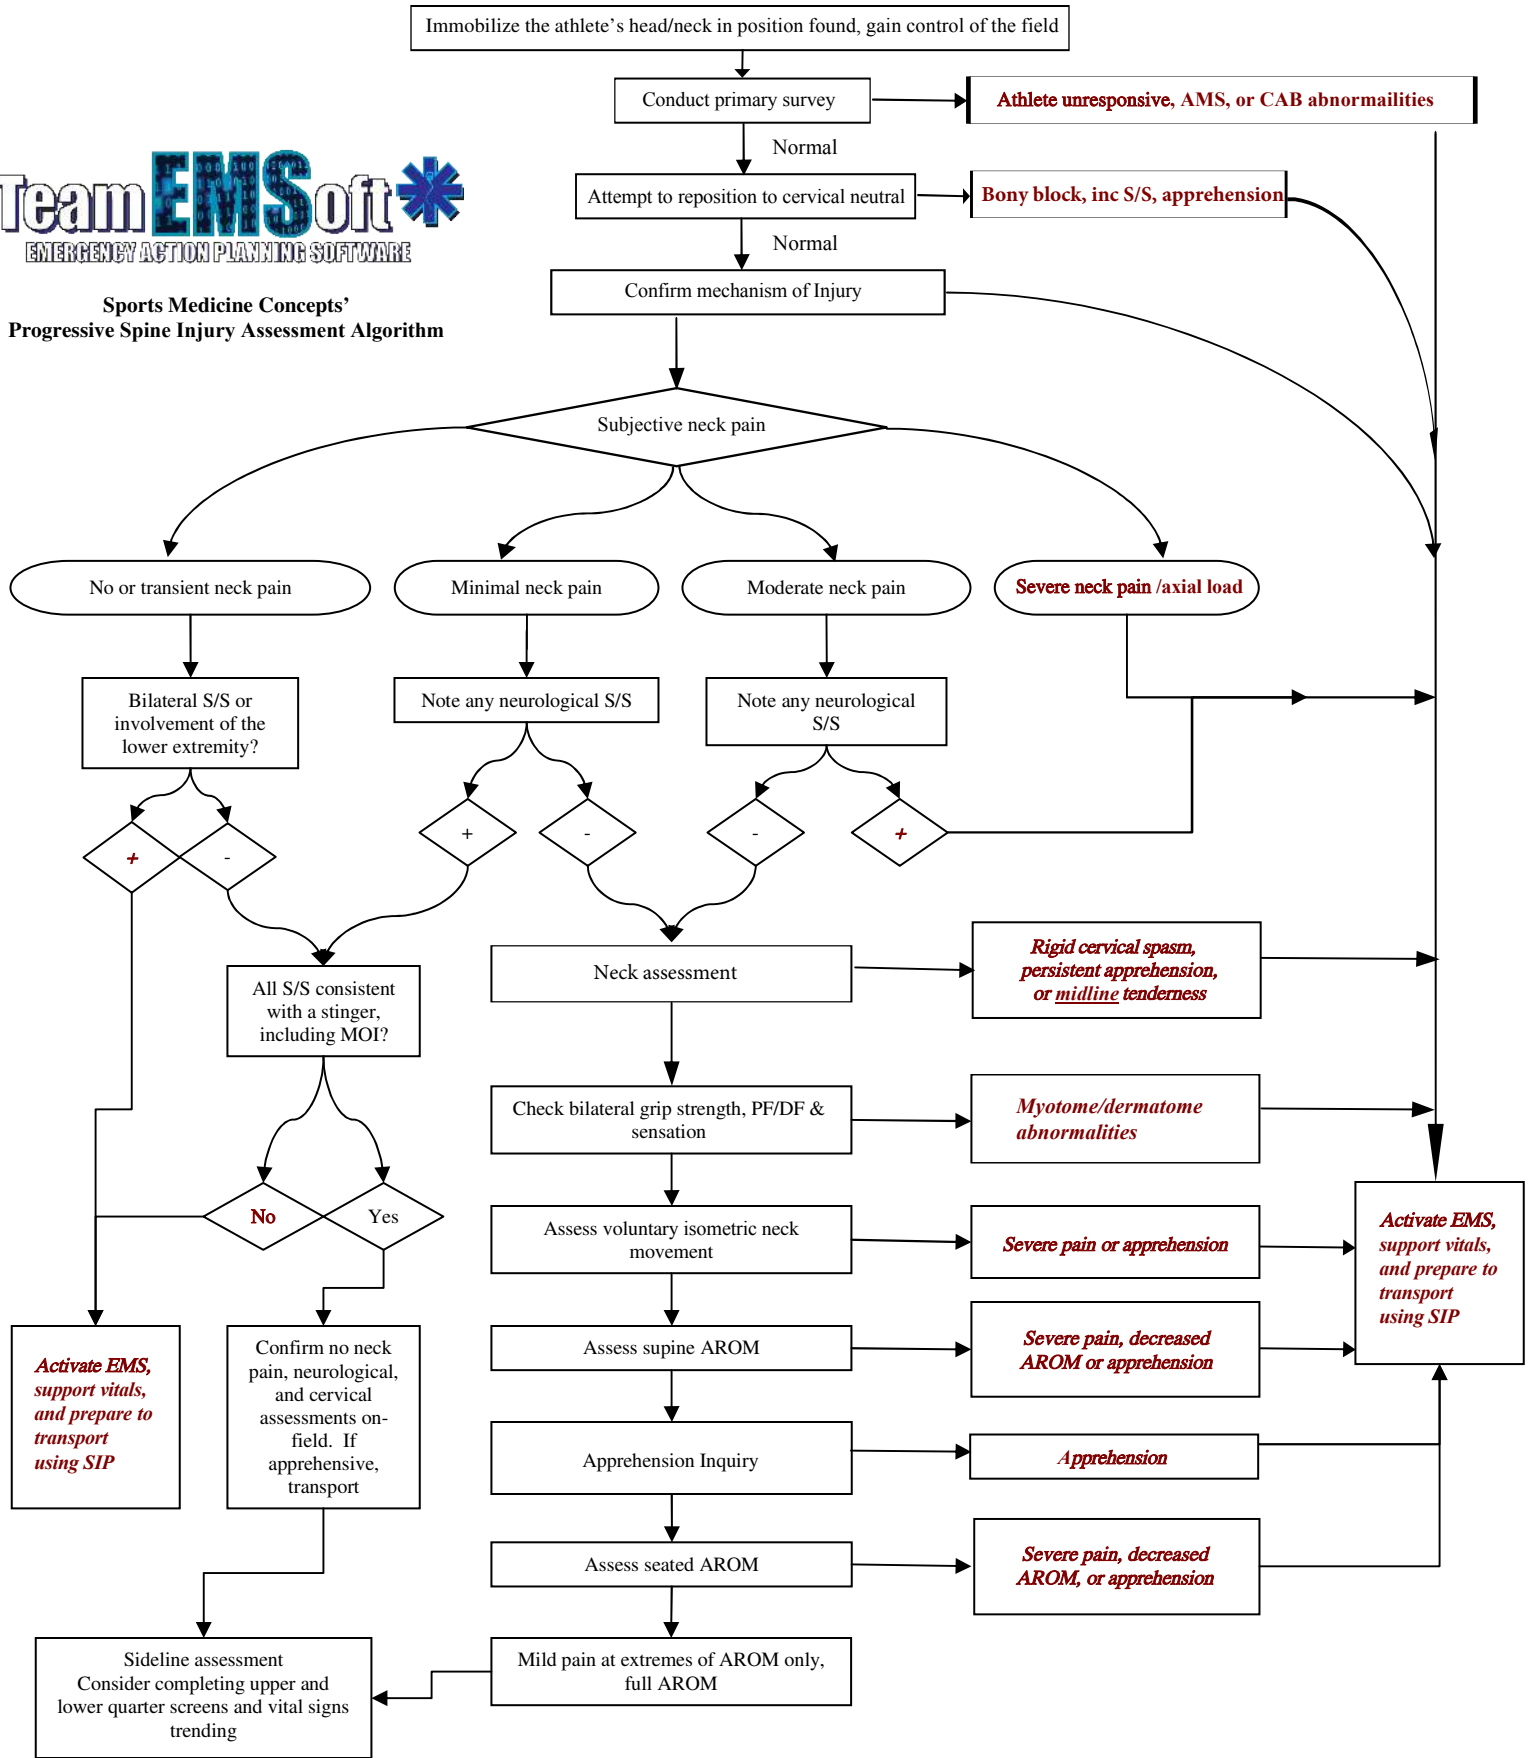 Immobilize the athlete's head/neck in position found, gain control of the field
Conduct primary survey
Athlete unresponsive, AMS, or CAB abnormailities
Normal
Team EMSoft
EMERGENCY ACTION PLANNING SOFTWARE
Attempt to reposition to cervical neutral
Bony block, inc S/S, apprehension
Normal
Sports Medicine Concepts'
Progressive Spine Injury Assessment Algorithm
Confirm mechanism of Injury
Subjective neck pain
No or transient neck pain
Minimal neck pain
Moderate neck pain
Severe neck pain /axial load
Bilateral S/S or
involvement of the
lower extremity?
Note any neurological S/S
Note any neurological
S/S
+
-
+
-
-
+
All S/S consistent
with a stinger,
including MOI?
Neck assessment
Rigid cervical spasm,
persistent apprehension,
or midline tenderness
Check bilateral grip strength, PF/DF &
sensation
Myotome/dermatome
abnormalities
No
Yes
Assess voluntary isometric neck
movement
Severe pain or apprehension
Activate EMS,
support vitals,
and prepare to
transport
using SIP
Activate EMS,
support vitals,
and prepare to
transport
using SIP
Confirm no neck
pain, neurological,
and cervical
assessments on-
field. If
apprehensive,
transport
Assess supine AROM
Severe pain, decreased
AROM or apprehension
Apprehension Inquiry
Apprehension
Assess seated AROM
Severe pain, decreased
AROM, or apprehension
Sideline assessment
Consider completing upper and
lower quarter screens and vital signs
trending
Mild pain at extremes of AROM only,
full AROM